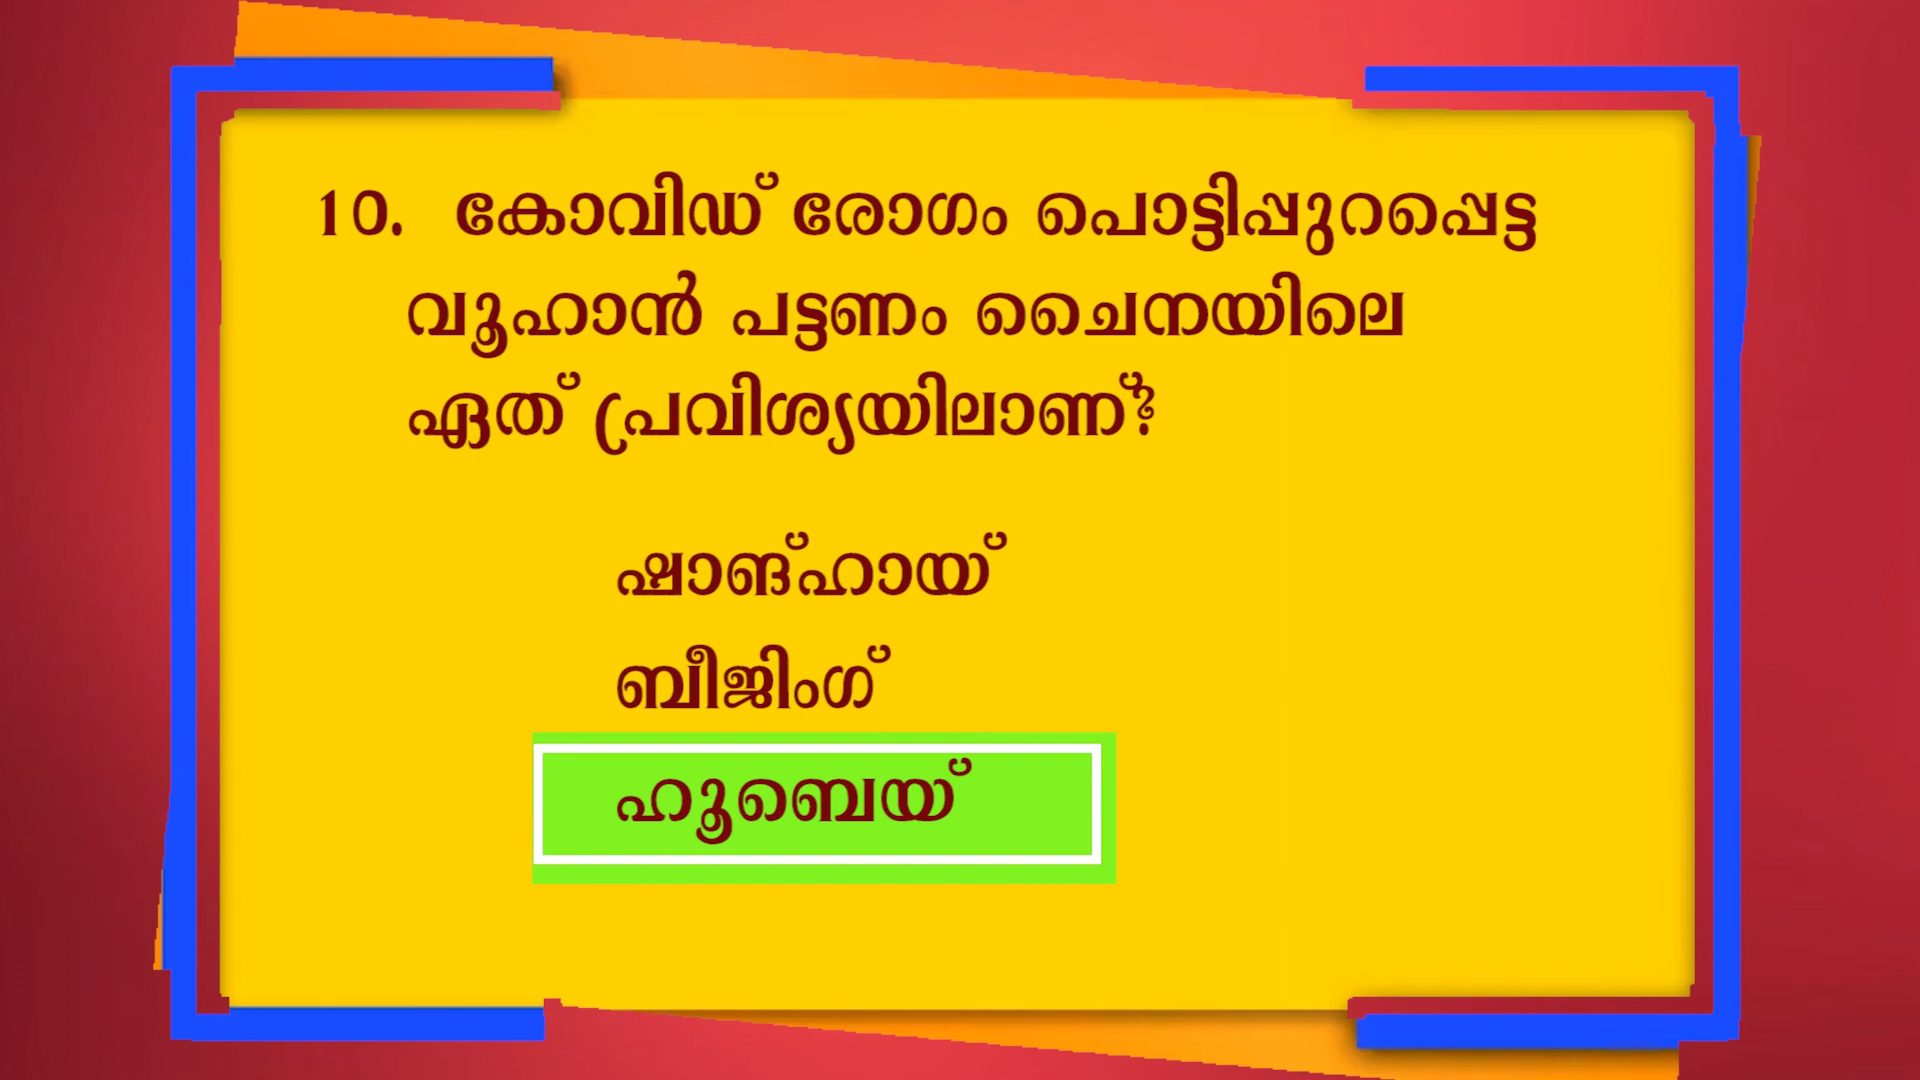 10. കോവിഡ് രോഗം പൊട്ടിപ്പുറപ്പെട്ട
വൂഹാൻ പട്ടണം ചൈനയിലെ
ഏത് പ്രവിശ്യയിലാണ്?
ഷാങ്ഹായ്
ബീജിംഗ്
ഹൂബെയ്